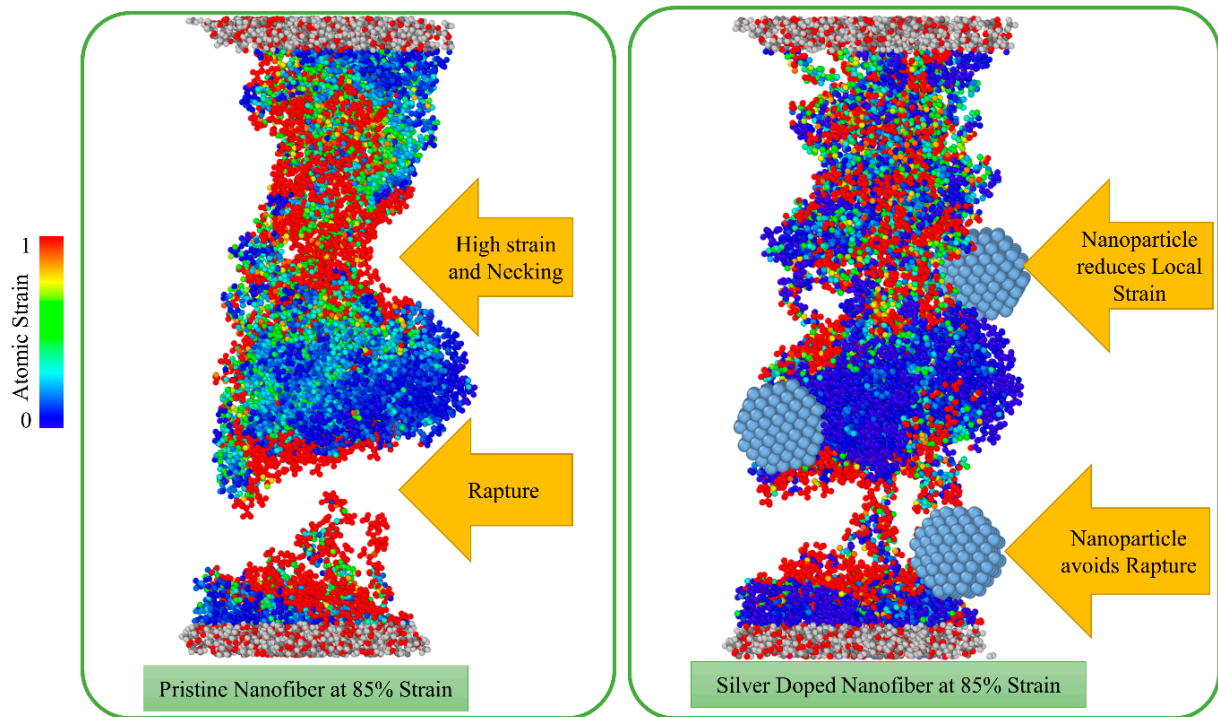 1
Atomic Strain
0
High strain
and Necking
Rapture
Pristine Nanofiber at 85% Strain
Nanoparticle
reduces Local
Strain
Nanoparticle
avoids Rapture
Silver Doped Nanofiber at 85% Strain